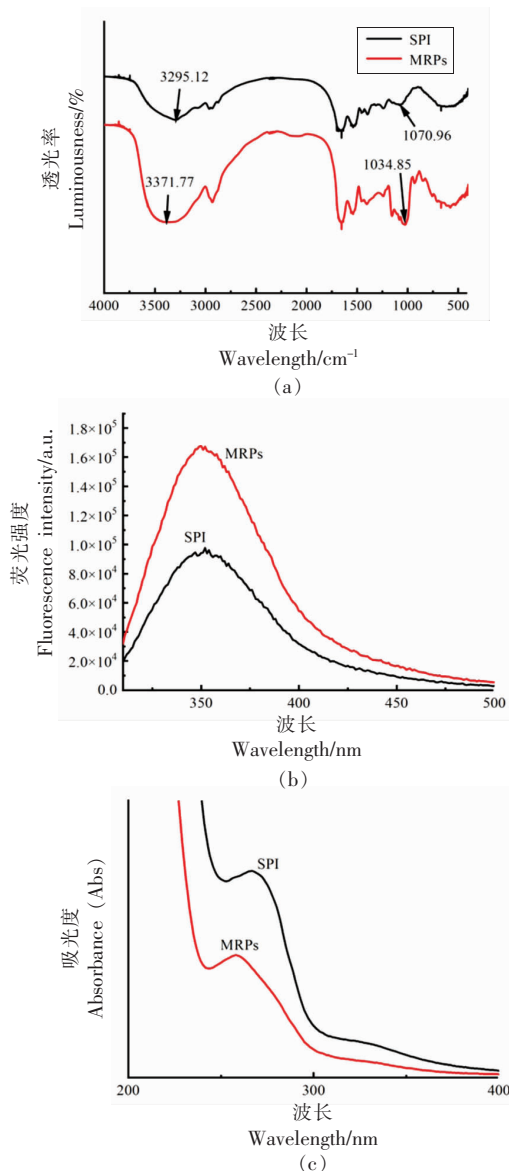 SPI
MRPs
3295.12
1070.96
3371.77
1034.85
透光率
Luminousness/%
4000 3500 3000 2500 2000 1500 1000 500
波长
Wavelength/cm⁻¹
(a)
1.8×10⁵
1.6×10⁵
1.4×10⁵
1.2×10⁵
1.0×10⁵
8.0×10⁴
6.0×10⁴
4.0×10⁴
2.0×10⁴
0.0
MRPs
SPI
荧光强度
Fluorescence intensity/a.u.
350 400 450 500
波长
Wavelength/nm
(b)
SPI
MRPs
吸光度
Absorbance (Abs)
200 300 400
波长
Wavelength/nm
(c)